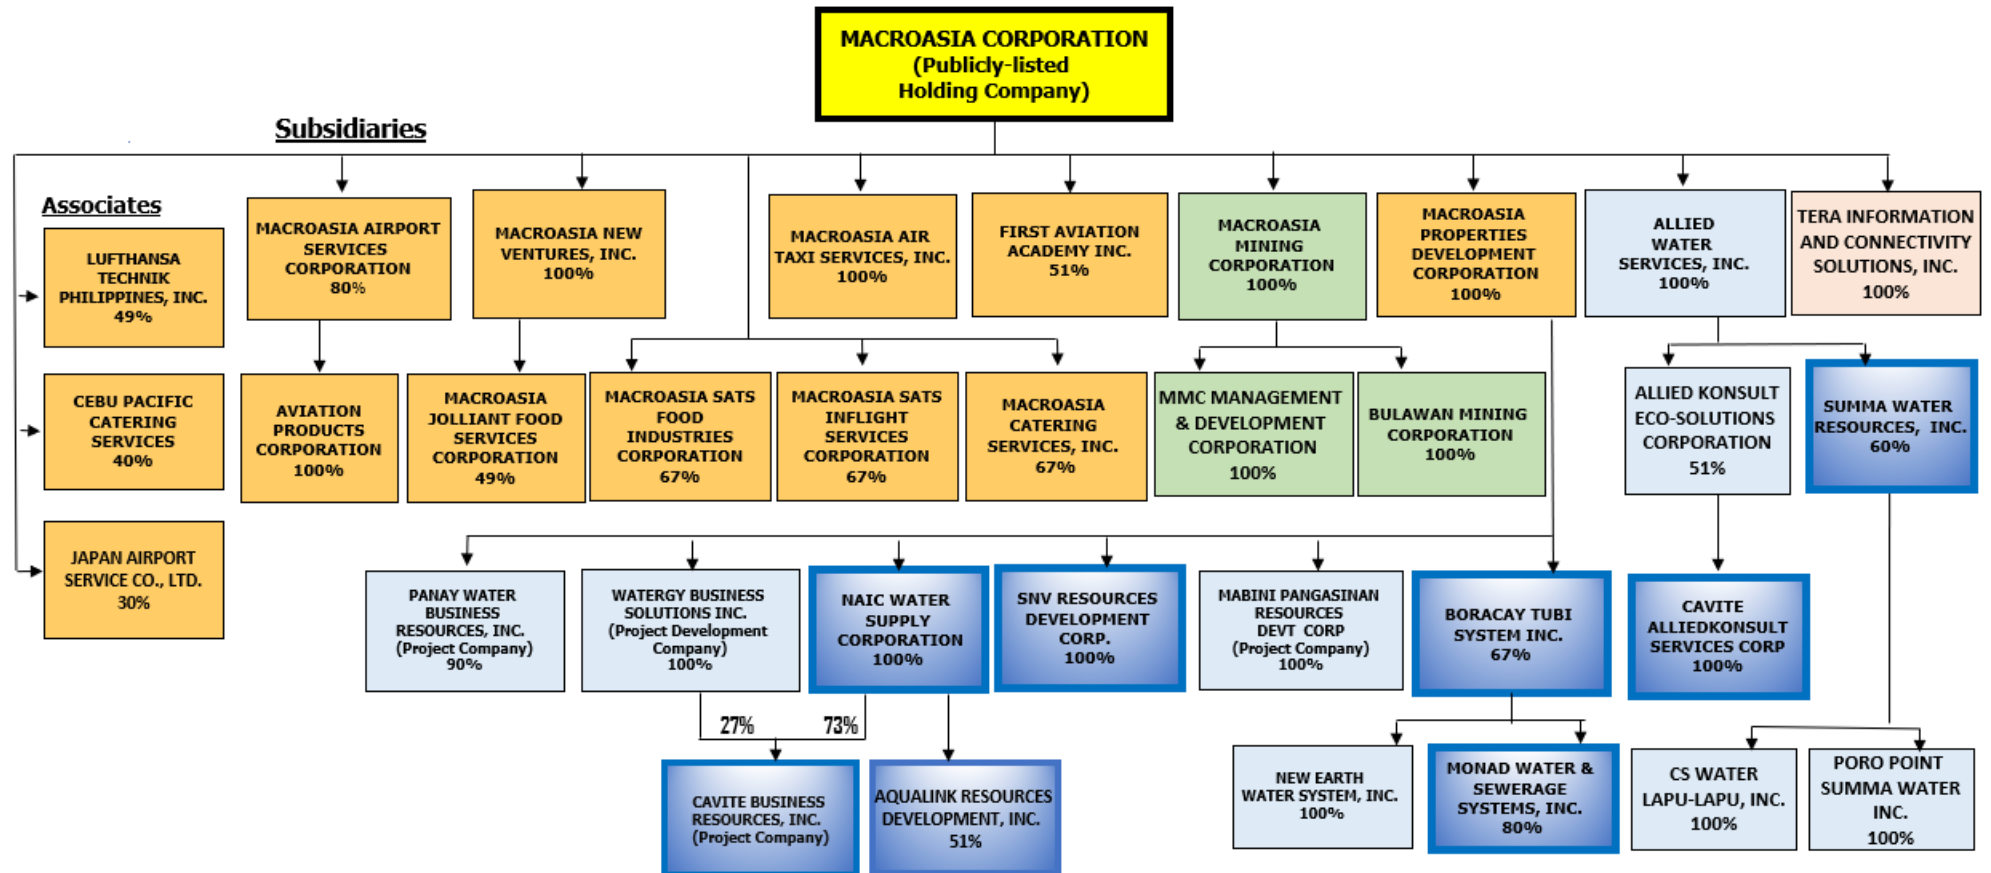 MACROASIA CORPORATION
(Publicly-listed
Holding Company)
Subsidiaries
Associates
LUFTHANSA
TECHNIK
PHILIPPINES, INC.
49%
CEBU PACIFIC
CATERING
SERVICES
40%
JAPAN AIRPORT
SERVICE CO., LTD.
30%
MACROASIA AIRPORT
SERVICES
CORPORATION
80%
MACROASIA NEW
VENTURES, INC.
100%
MACROASIA AIR
TAXI SERVICES, INC.
100%
FIRST AVIATION
ACADEMY INC.
51%
MACROASIA
MINING
CORPORATION
100%
MACROASIA
PROPERTIES
DEVELOPMENT
CORPORATION
100%
ALLIED
WATER
SERVICES, INC.
100%
TERA INFORMATION
AND CONNECTIVITY
SOLUTIONS, INC.
100%
AVIATION
PRODUCTS
CORPORATION
100%
MACROASIA
JOLLIANT FOOD
SERVICES
CORPORATION
49%
MACROASIA SATS
FOOD
INDUSTRIES
CORPORATION
67%
MACROASIA SATS
INFLIGHT
SERVICES
CORPORATION
67%
MACROASIA
CATERING
SERVICES, INC.
67%
MMC MANAGEMENT
& DEVELOPMENT
CORPORATION
100%
BULAWAN MINING
CORPORATION
100%
ALLIED KONSULT
ECO-SOLUTIONS
CORPORATION
51%
SUMMA WATER
RESOURCES, INC.
60%
PANAY WATER
BUSINESS
RESOURCES, INC.
(Project Company)
90%
WATERGY BUSINESS
SOLUTIONS INC.
(Project Development
Company)
100%
NAIC WATER
SUPPLY
CORPORATION
100%
SNV RESOURCES
DEVELOPMENT
CORP.
100%
MABINI PANGASINAN
RESOURCES
DEVT CORP
(Project Company)
100%
BORACAY TUBI
SYSTEM INC.
67%
CAVITE
ALLIEDKONSULT
SERVICES CORP
100%
27%
73%
CAVITE BUSINESS
RESOURCES, INC.
(Project Company)
AQUALINK RESOURCES
DEVELOPMENT, INC.
51%
NEW EARTH
WATER SYSTEM, INC.
100%
MONAD WATER &
SEWERAGE
SYSTEMS, INC.
80%
CS WATER
LAPU-LAPU, INC.
100%
PORO POINT
SUMMA WATER
INC.
100%